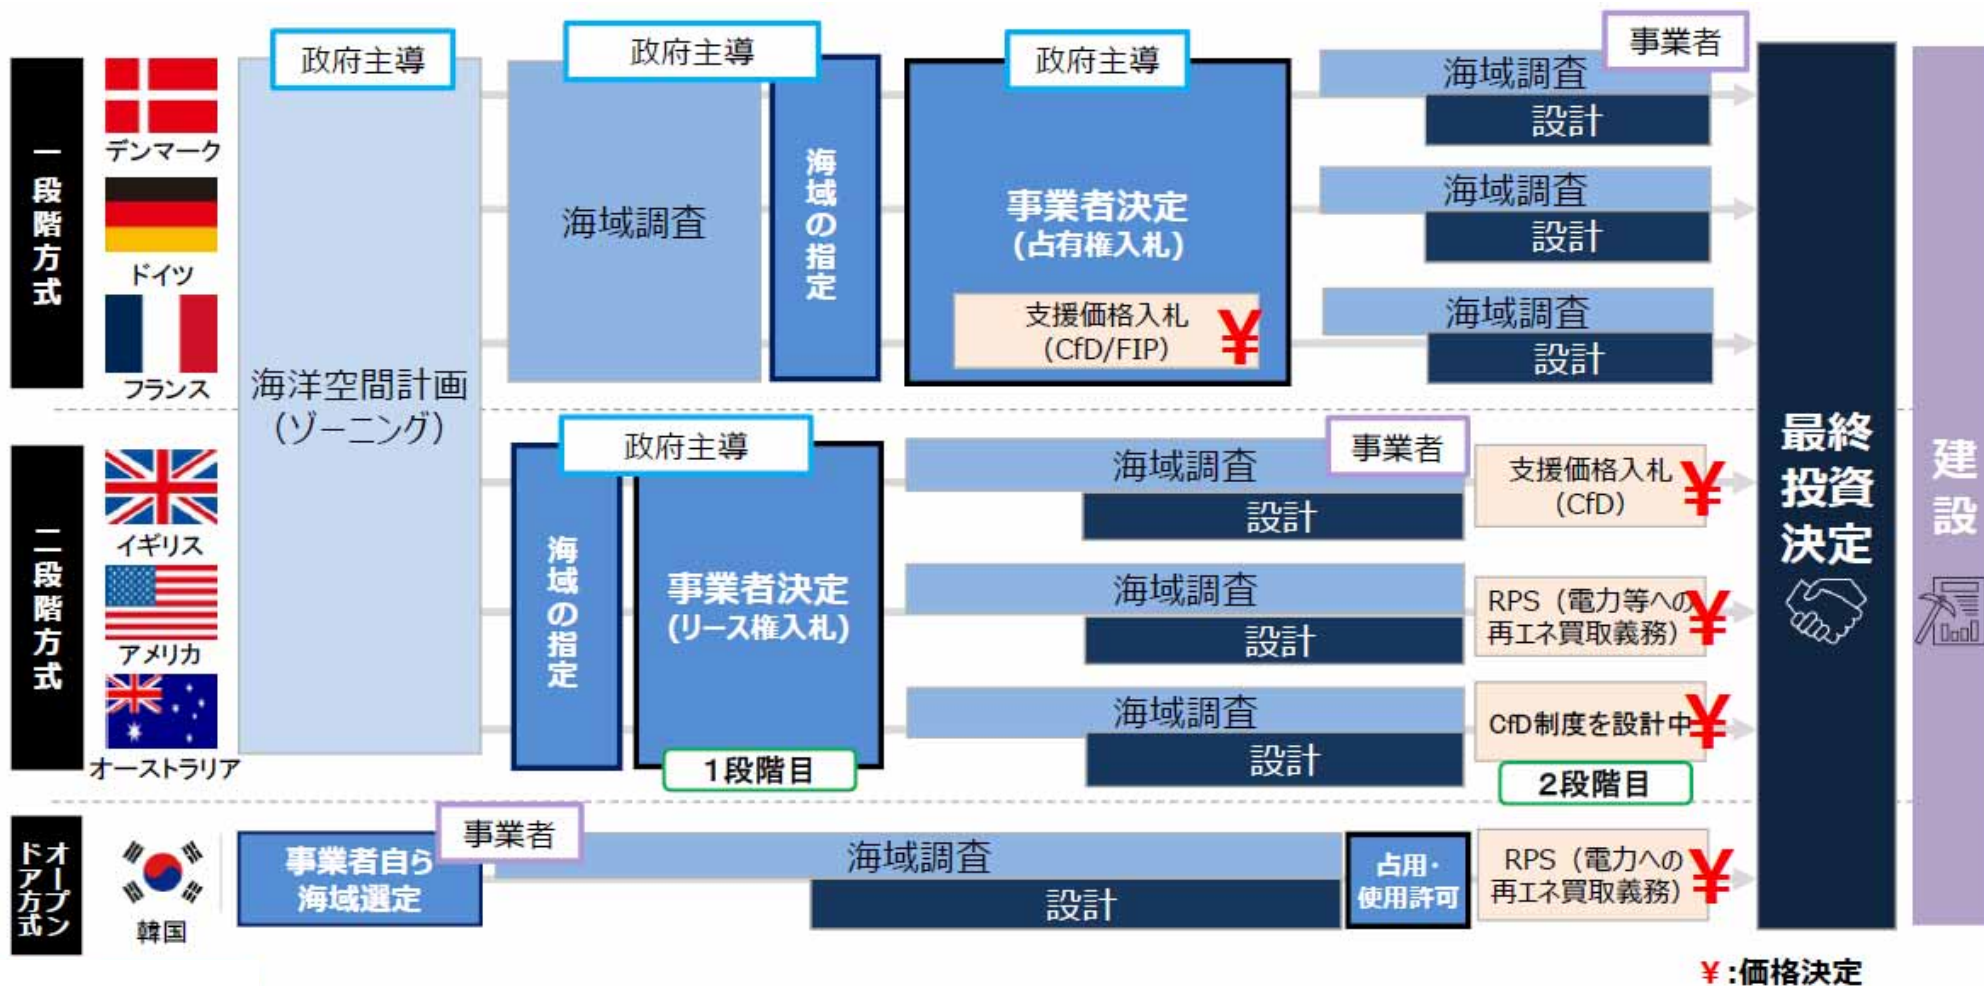 一段階方式
デンマーク
ドイツ
フランス
二段階方式
イギリス
アメリカ
オーストラリア
オープン
ドア方式
韓国
政府主導
海洋空間計画
（ゾーニング）
政府主導
海域調査
海域の指定
政府主導
事業者決定
(占有権入札)
支援価格入札
（CfD/FIP）
¥
事業者
海域調査
設計
海域調査
設計
海域調査
設計
政府主導
海域の指定
事業者決定
(リース権入札)
1段階目
事業者
海域調査
設計
支援価格入札
（CfD）
¥
海域調査
設計
RPS（電力等への
再エネ買取義務）
¥
海域調査
設計
CfD制度を設計中
¥
2段階目
事業者自ら
海域選定
事業者
海域調査
設計
占用・
使用許可
RPS（電力への
再エネ買取義務）
¥
最終
投資
決定
建設
¥:価格決定